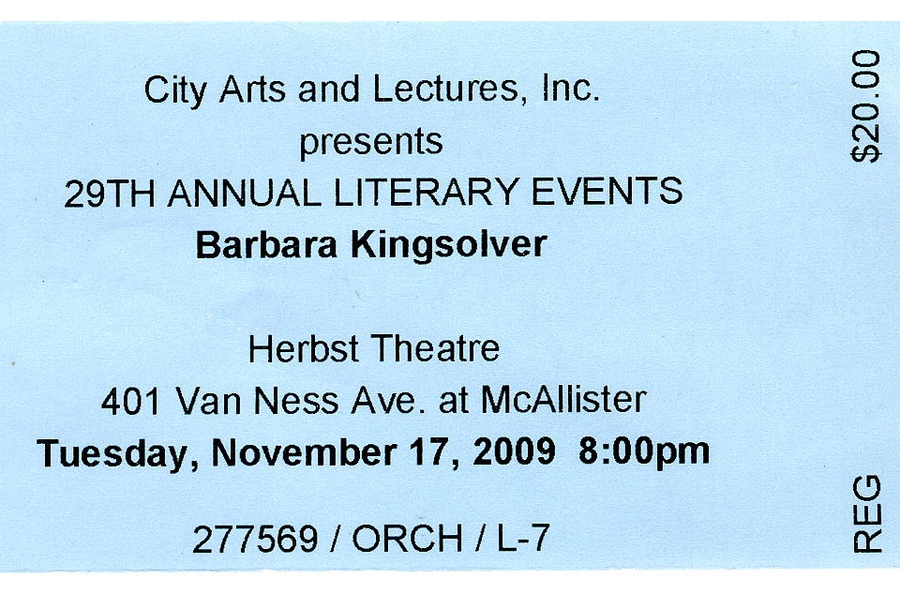 City Arts and Lectures, Inc.
presents
29TH ANNUAL LITERARY EVENTS
Barbara Kingsolver
Herbst Theatre
401 Van Ness Ave. at McAllister
Tuesday, November 17, 2009 8:00pm
277569 / ORCH / L-7
$20.00
REG